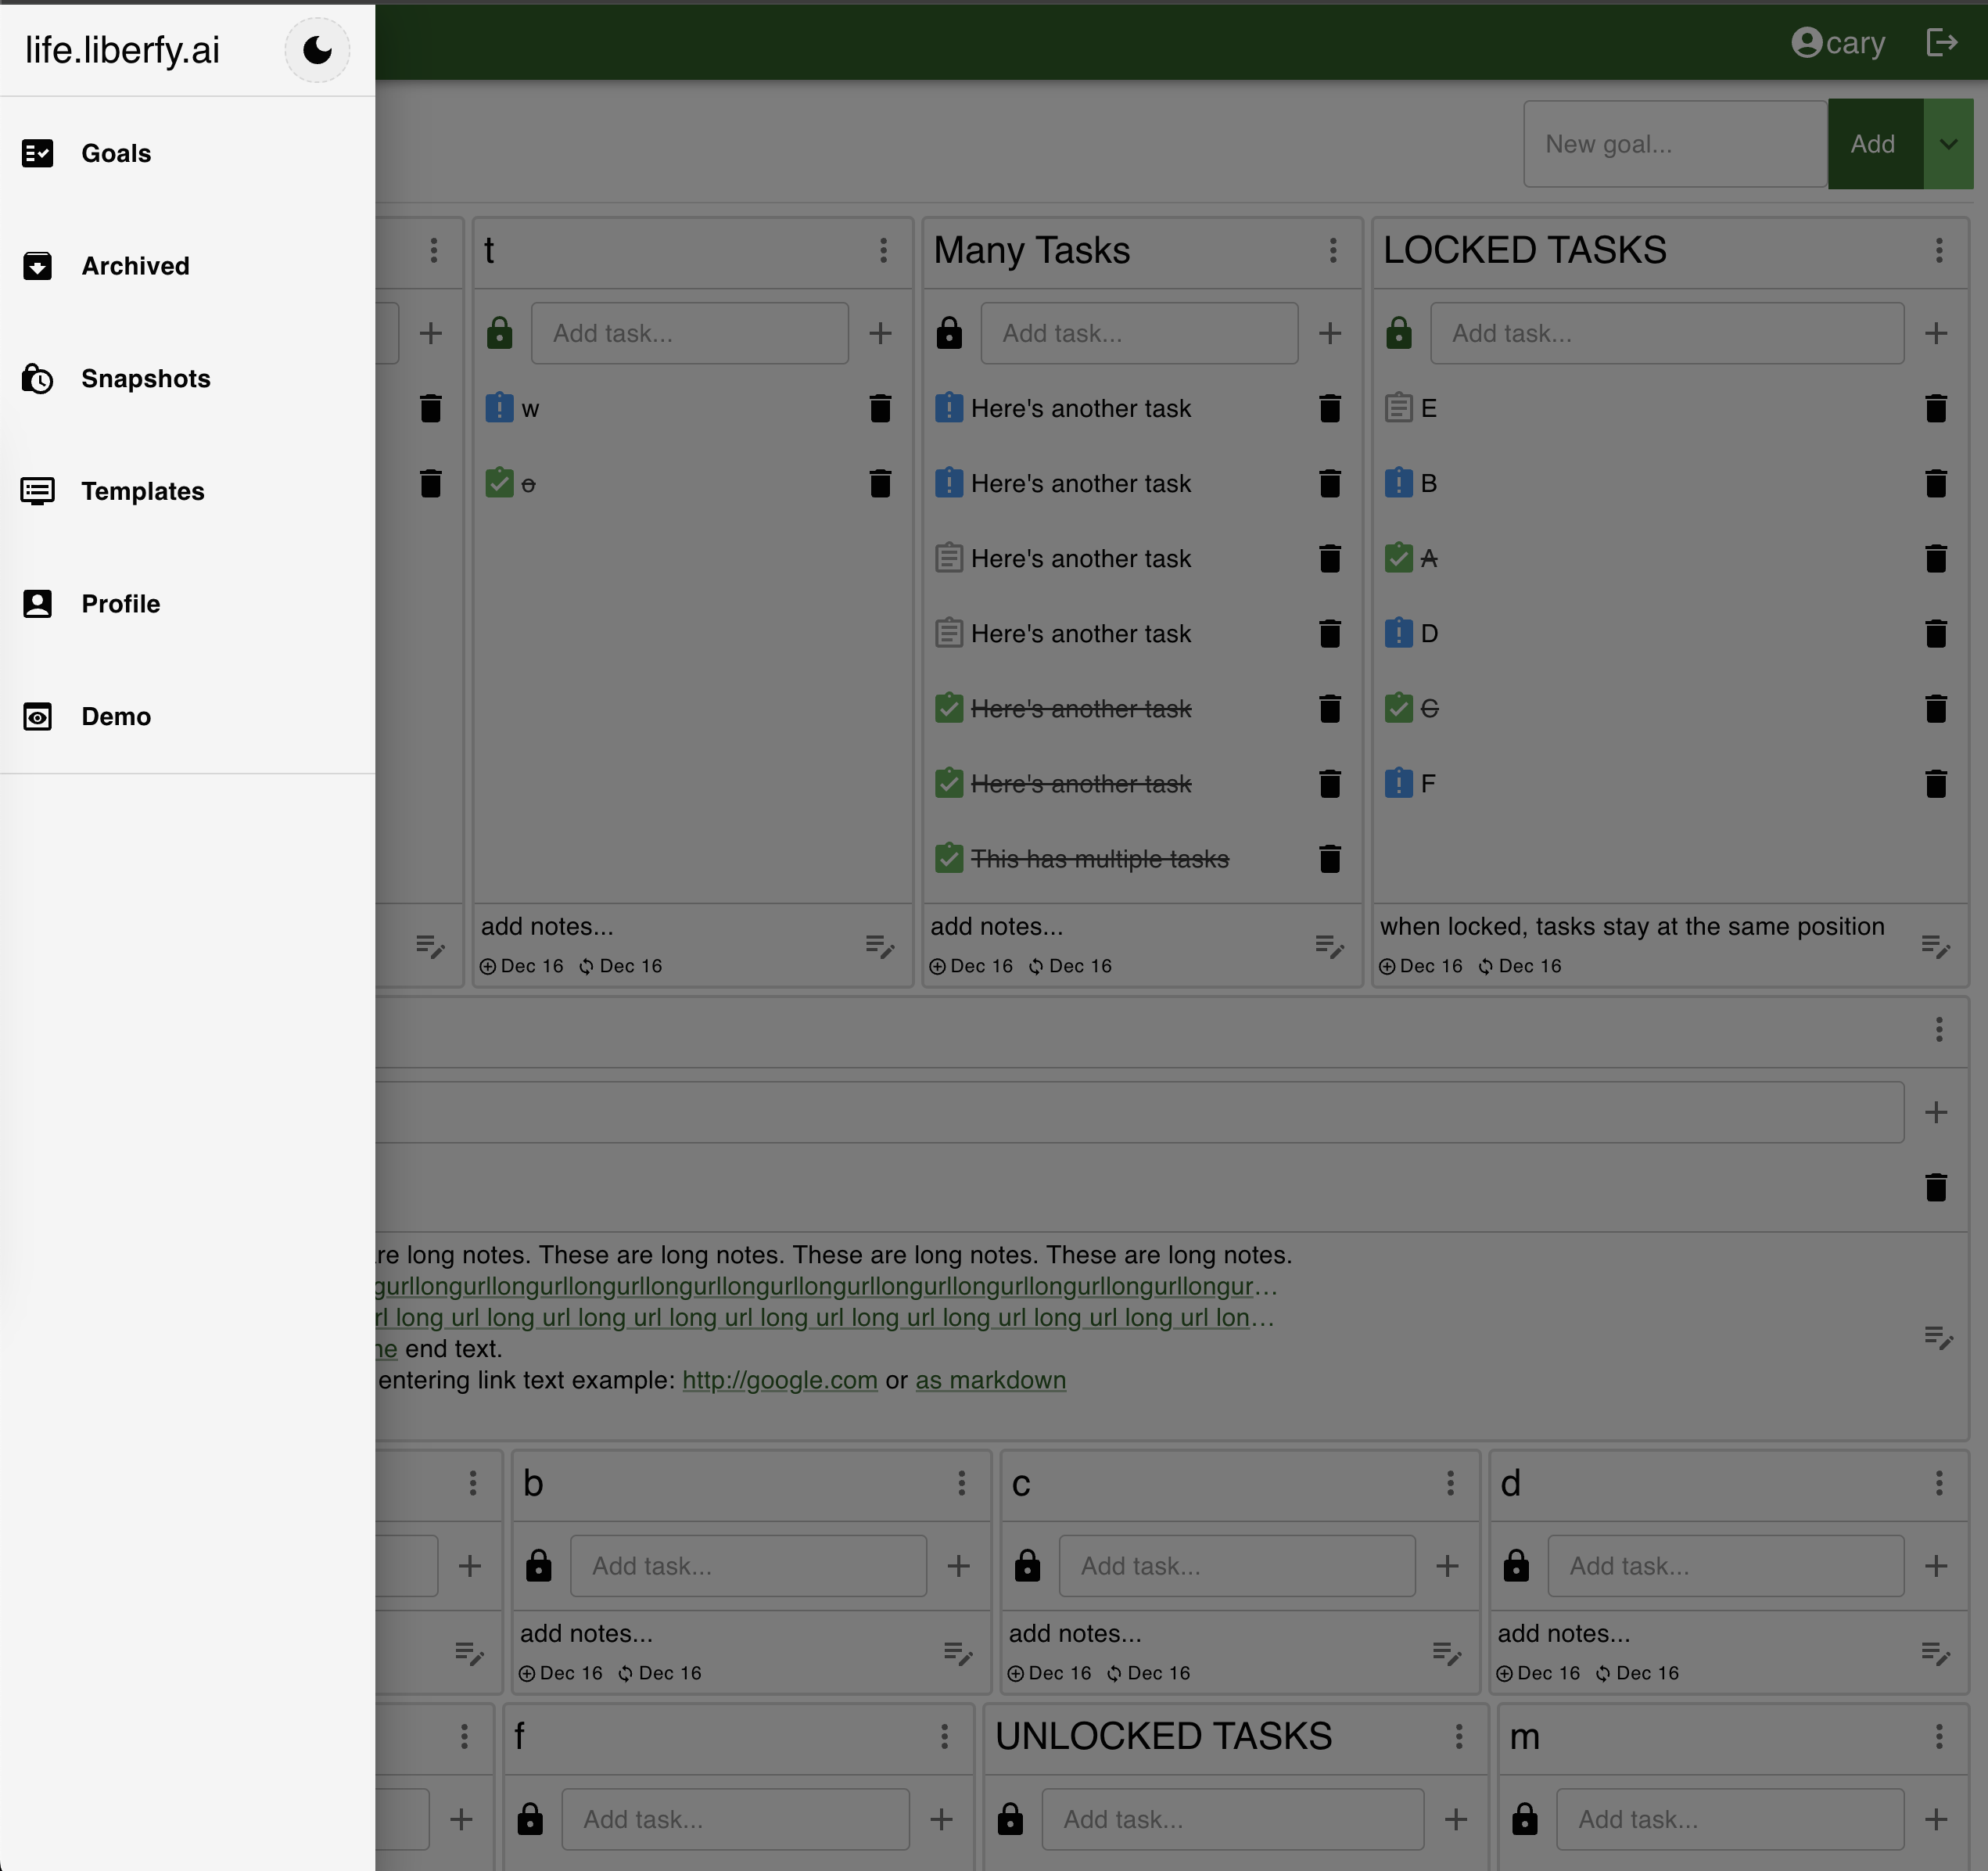 life.liberfy.ai
cary
Goals
Archived
Snapshots
Templates
Profile
Demo
New goal...
Add
t
Add task...
w
o
add notes...
Dec 16 Dec 16
Many Tasks
Add task...
Here's another task
Here's another task
Here's another task
Here's another task
Here's another task
Here's another task
This has multiple tasks
add notes...
Dec 16 Dec 16
LOCKED TASKS
Add task...
E
B
A
D
C
F
when locked, tasks stay at the same position
Dec 16 Dec 16
re long notes. These are long notes. These are long notes. These are long notes.
gurllongurllongurllongurllongurllongurllongurllongurllongurllongurllongurllongur...
rl long url long url long url long url long url long url long url long url long url lon...
ne end text.
entering link text example: http://google.com or as markdown
b
Add task...
add notes...
Dec 16 Dec 16
c
Add task...
add notes...
Dec 16 Dec 16
d
Add task...
add notes...
Dec 16 Dec 16
f
Add task...
UNLOCKED TASKS
Add task...
m
Add task...